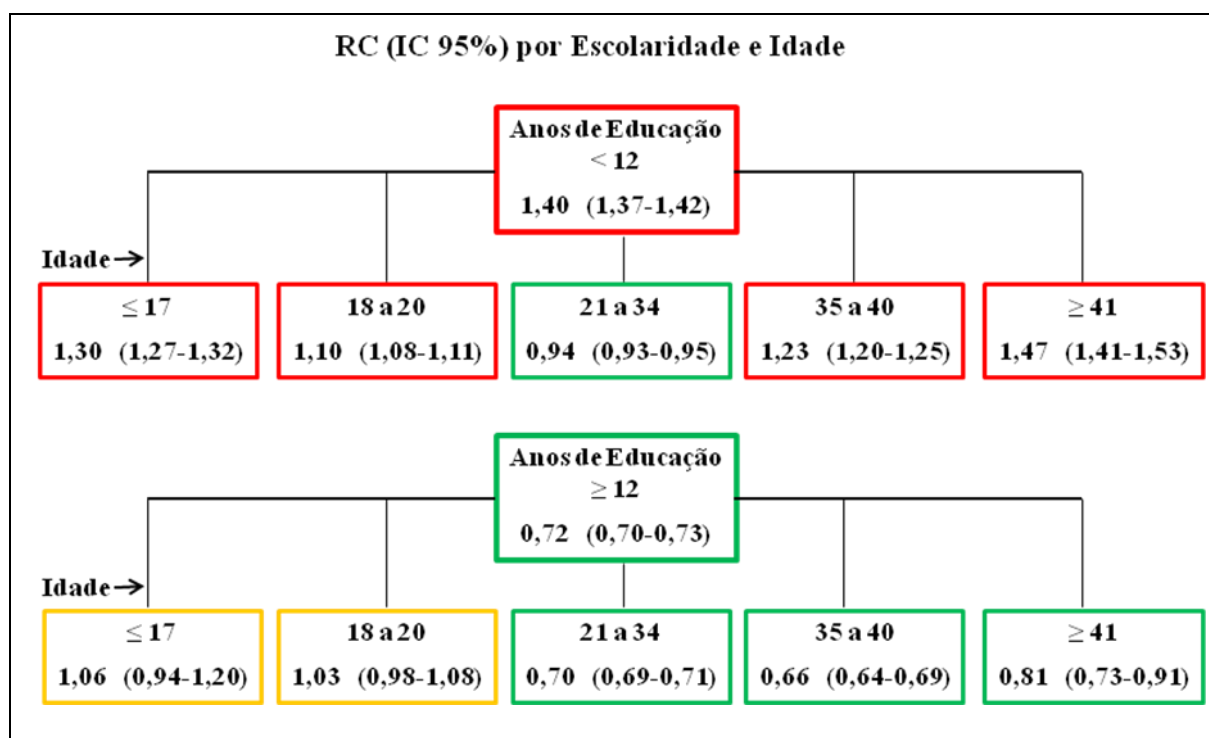 RC (IC 95%) por Escolaridade e Idade
Anos de Educação
< 12
1,40 (1,37-1,42)
Idade→
≤ 17
1,30 (1,27-1,32)
18 a 20
1,10 (1,08-1,11)
21 a 34
0,94 (0,93-0,95)
35 a 40
1,23 (1,20-1,25)
≥ 41
1,47 (1,41-1,53)
Anos de Educação
≥ 12
0,72 (0,70-0,73)
Idade→
≤ 17
1,06 (0,94-1,20)
18 a 20
1,03 (0,98-1,08)
21 a 34
0,70 (0,69-0,71)
35 a 40
0,66 (0,64-0,69)
≥ 41
0,81 (0,73-0,91)